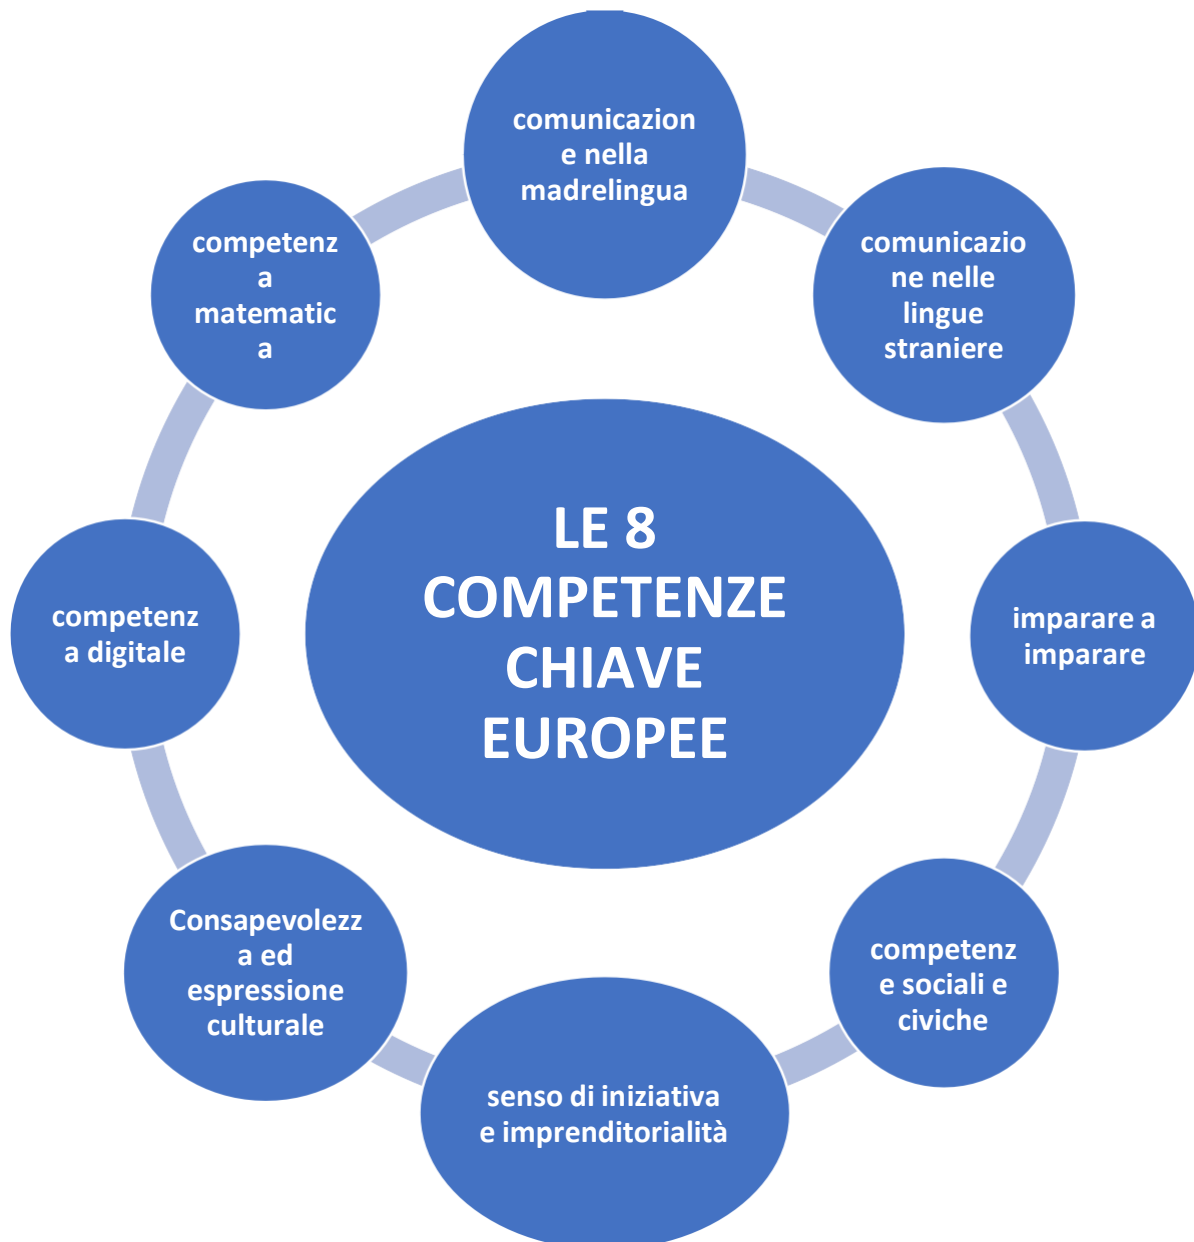 comunicazion
e nella
madrelingua
comunicazio
ne nelle
lingue
straniere
imparare a
imparare
competenz
e sociali e
civiche
senso di iniziativa
e imprenditorialità
Consapevolezz
a ed
espressione
culturale
competenz
a digitale
competenz
a
matematic
a
LE 8
COMPETENZE
CHIAVE
EUROPEE